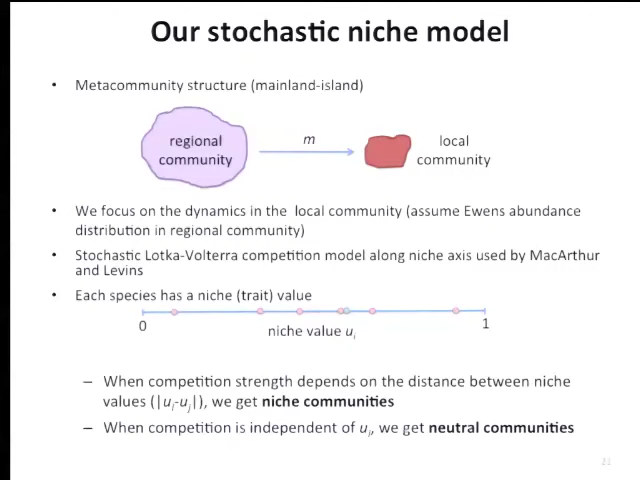 Our stochastic niche model
• Metacommunity structure (mainland-island)
regional community
m
local community
• We focus on the dynamics in the local community (assume Ewens abundance
distribution in regional community)
• Stochastic Lotka-Volterra competition model along niche axis used by MacArthur
and Levins
• Each species has a niche (trait) value
0
niche value uᵢ
1
– When competition strength depends on the distance between niche
values (|uᵢ-uⱼ|), we get niche communities
– When competition is independent of uᵢ, we get neutral communities